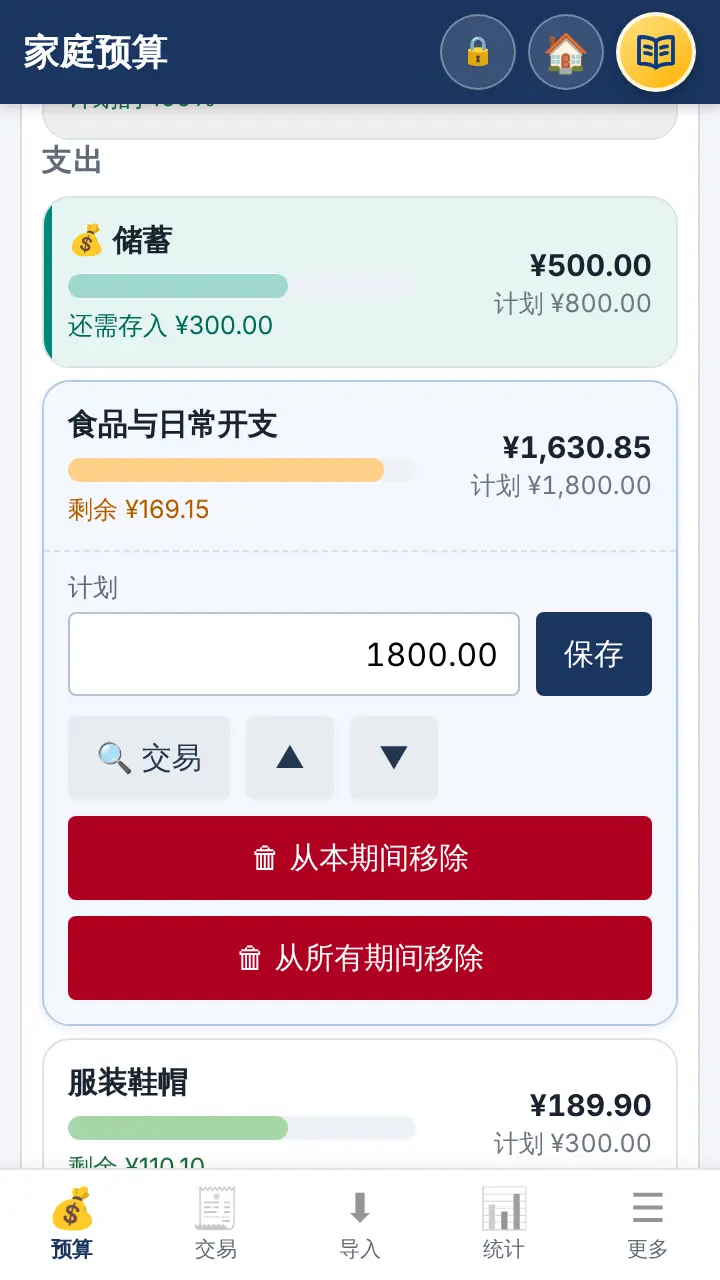 家庭预算
支出
💰 储蓄
¥500.00
还需存入 ¥300.00
计划 ¥800.00
食品与日常开支
¥1,630.85
计划 ¥1,800.00
剩余 ¥169.15
计划
1800.00
保存
🔍 交易
▲
▼
🗑 从本期间移除
🗑 从所有期间移除
服装鞋帽
¥189.90
计划 ¥300.00
剩余 ¥110.10
预算
交易
导入
统计
更多